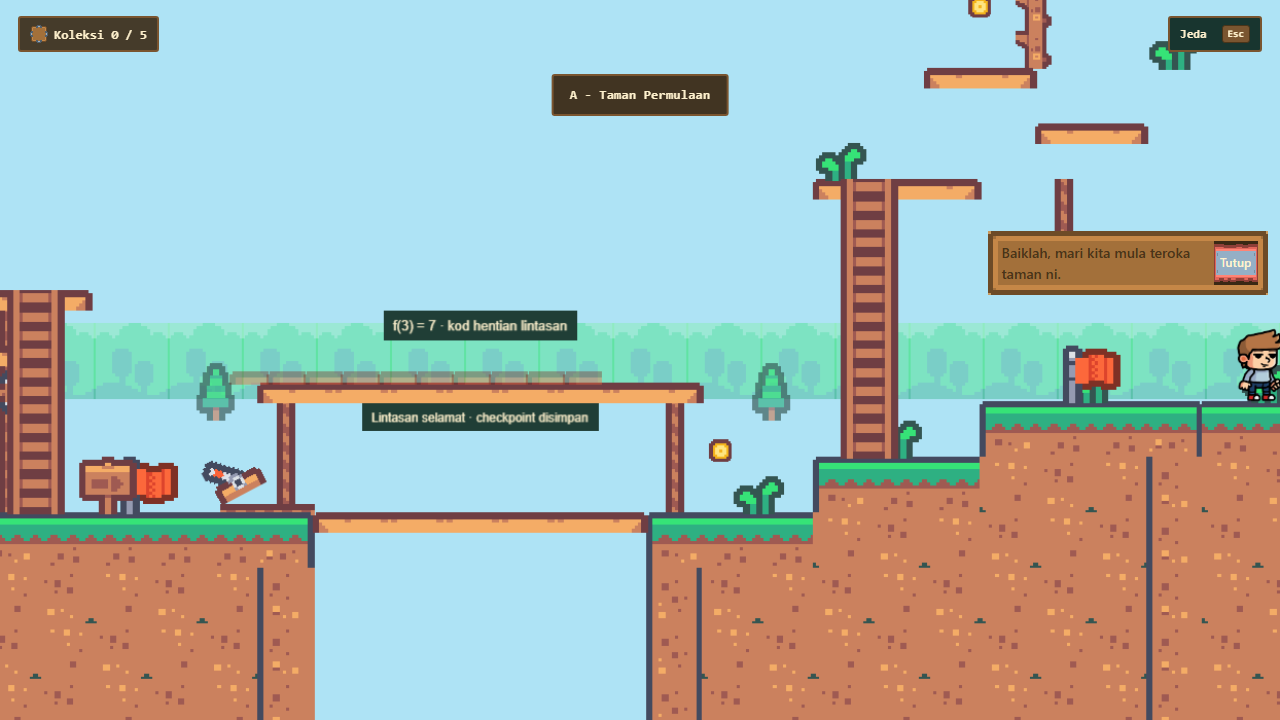 Koleksi 0 / 5
Jeda Esc
A - Taman Permulaan
Baiklah, mari kita mula teroka
taman ni.
Tutup
f(3) = 7 · kod hentian lintasan
Lintasan selamat · checkpoint disimpan